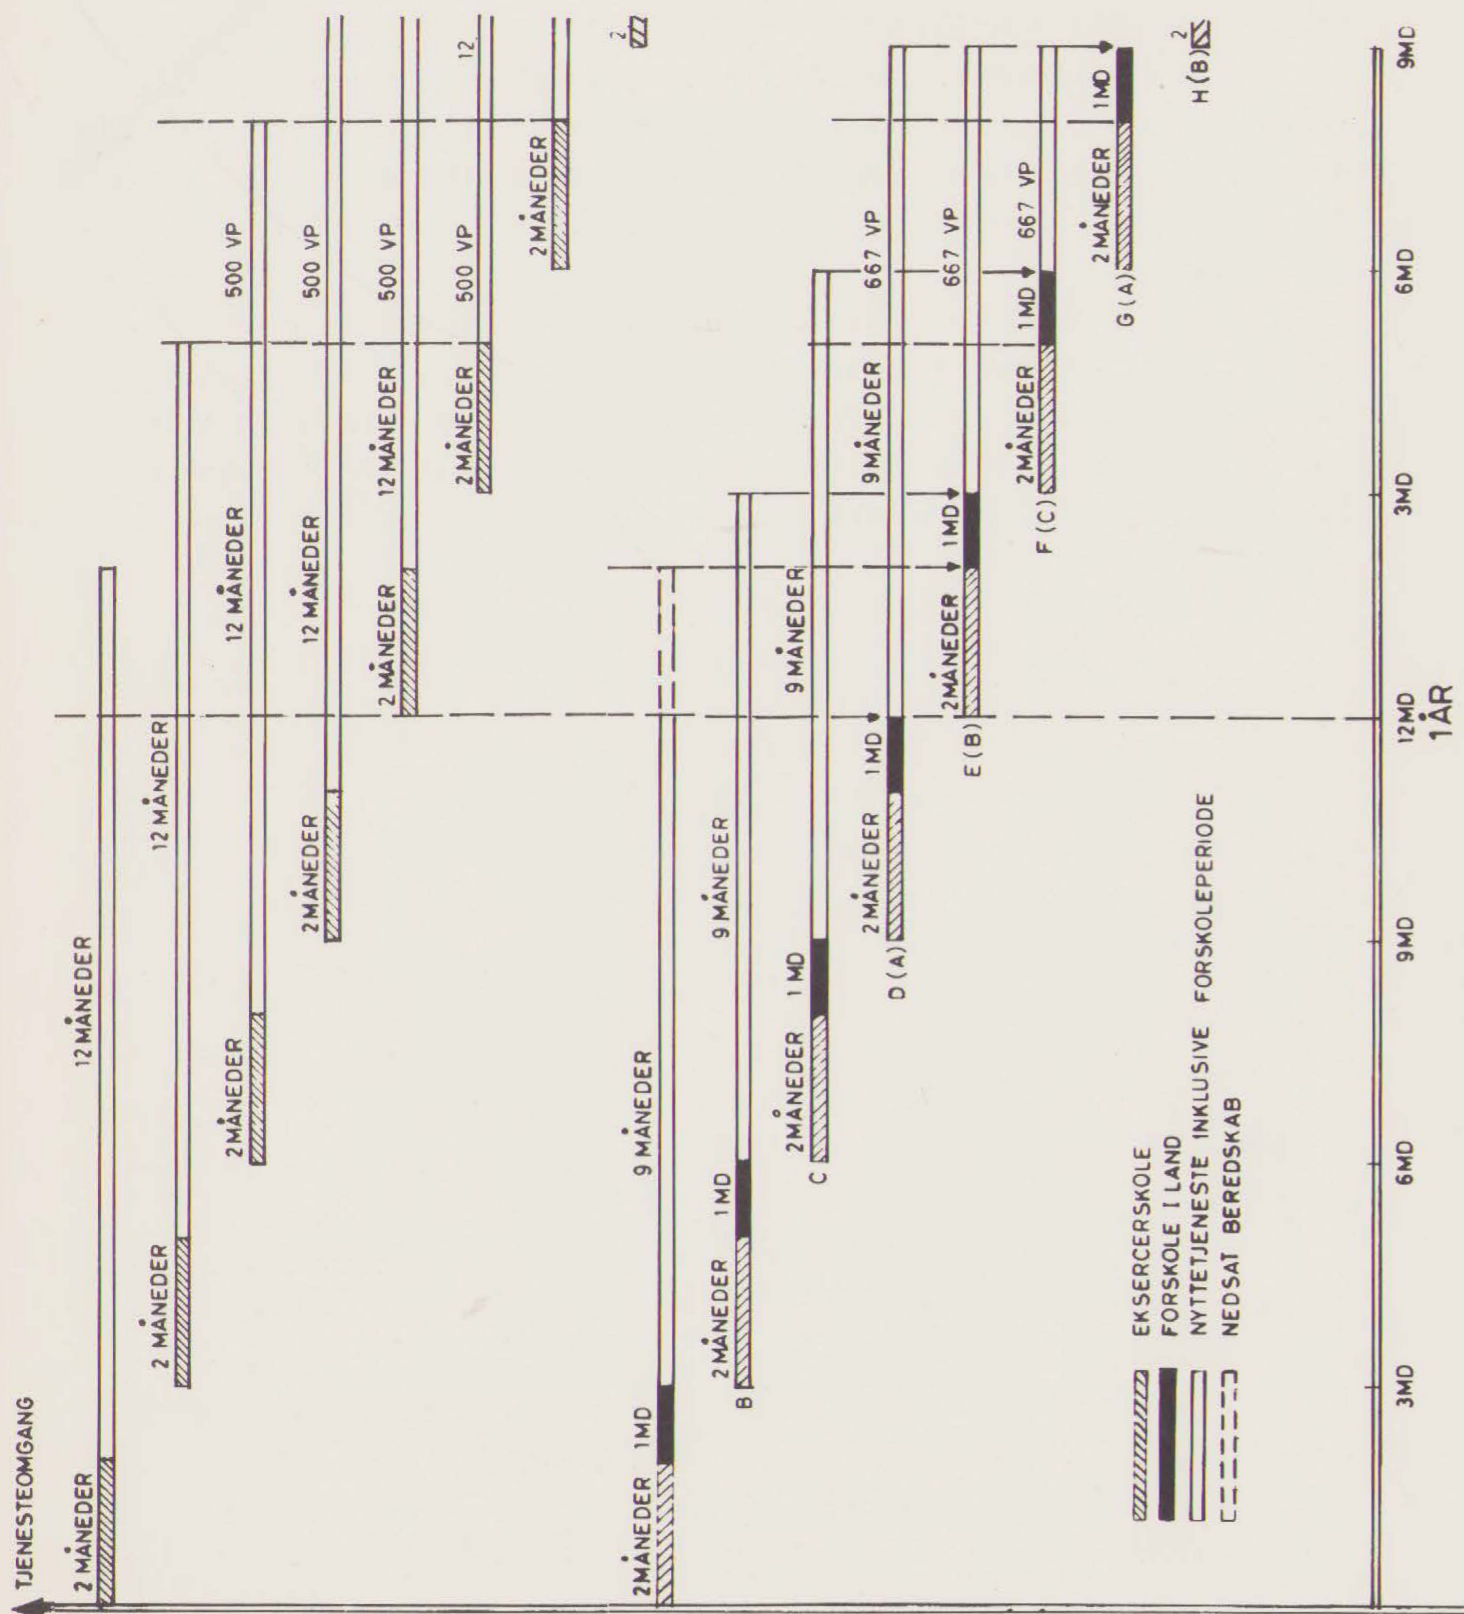 TJENESTEOMGANG
2 MÅNEDER
12 MÅNEDER
2 MÅNEDER
12 MÅNEDER
2 MÅNEDER
12 MÅNEDER
500 VP
2 MÅNEDER
12 MÅNEDER
500 VP
2 MÅNEDER
12 MÅNEDER
500 VP
2 MÅNEDER
500 VP
12
2 MÅNEDER
2
2 MÅNEDER
1 MD
9 MÅNEDER
B
2 MÅNEDER
1 MD
9 MÅNEDER
C
2 MÅNEDER
1 MD
9 MÅNEDER
D (A)
2 MÅNEDER
1 MD
9 MÅNEDER
667 VP
E (B)
2 MÅNEDER
1 MD
667 VP
F (C)
2 MÅNEDER
1 MD
667 VP
G (A)
2 MÅNEDER
1 MD
H (B)
2
EKSERCERSKOLE
FORSKOLE I LAND
NYTTETJENESTE INKLUSIVE FORSKOLEPERIODE
NEDSAT BEREDSKAB
3MD
6MD
9MD
12MD
3MD
6MD
9MD
1 ÅR